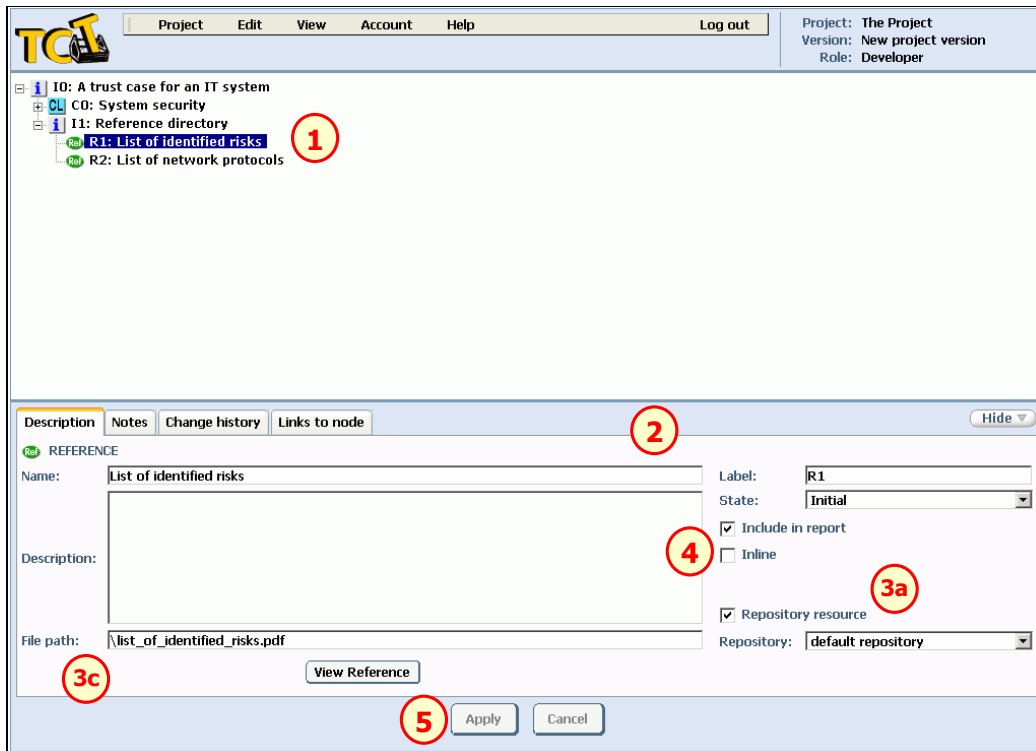 TCT
Project Edit View Account Help Log out
Project: The Project
Version: New project version
Role: Developer
I0: A trust case for an IT system
CL C0: System security
I1: Reference directory
Ref R1: List of identified risks
1
Ref R2: List of network protocols
Description Notes Change history Links to node
2
Hide
Ref REFERENCE
Name: List of identified risks
Label: R1
State: Initial
Include in report
Description:
4
Inline
3a
Repository resource
File path: \list_of_identified_risks.pdf
Repository: default repository
3c
View Reference
5
Apply Cancel